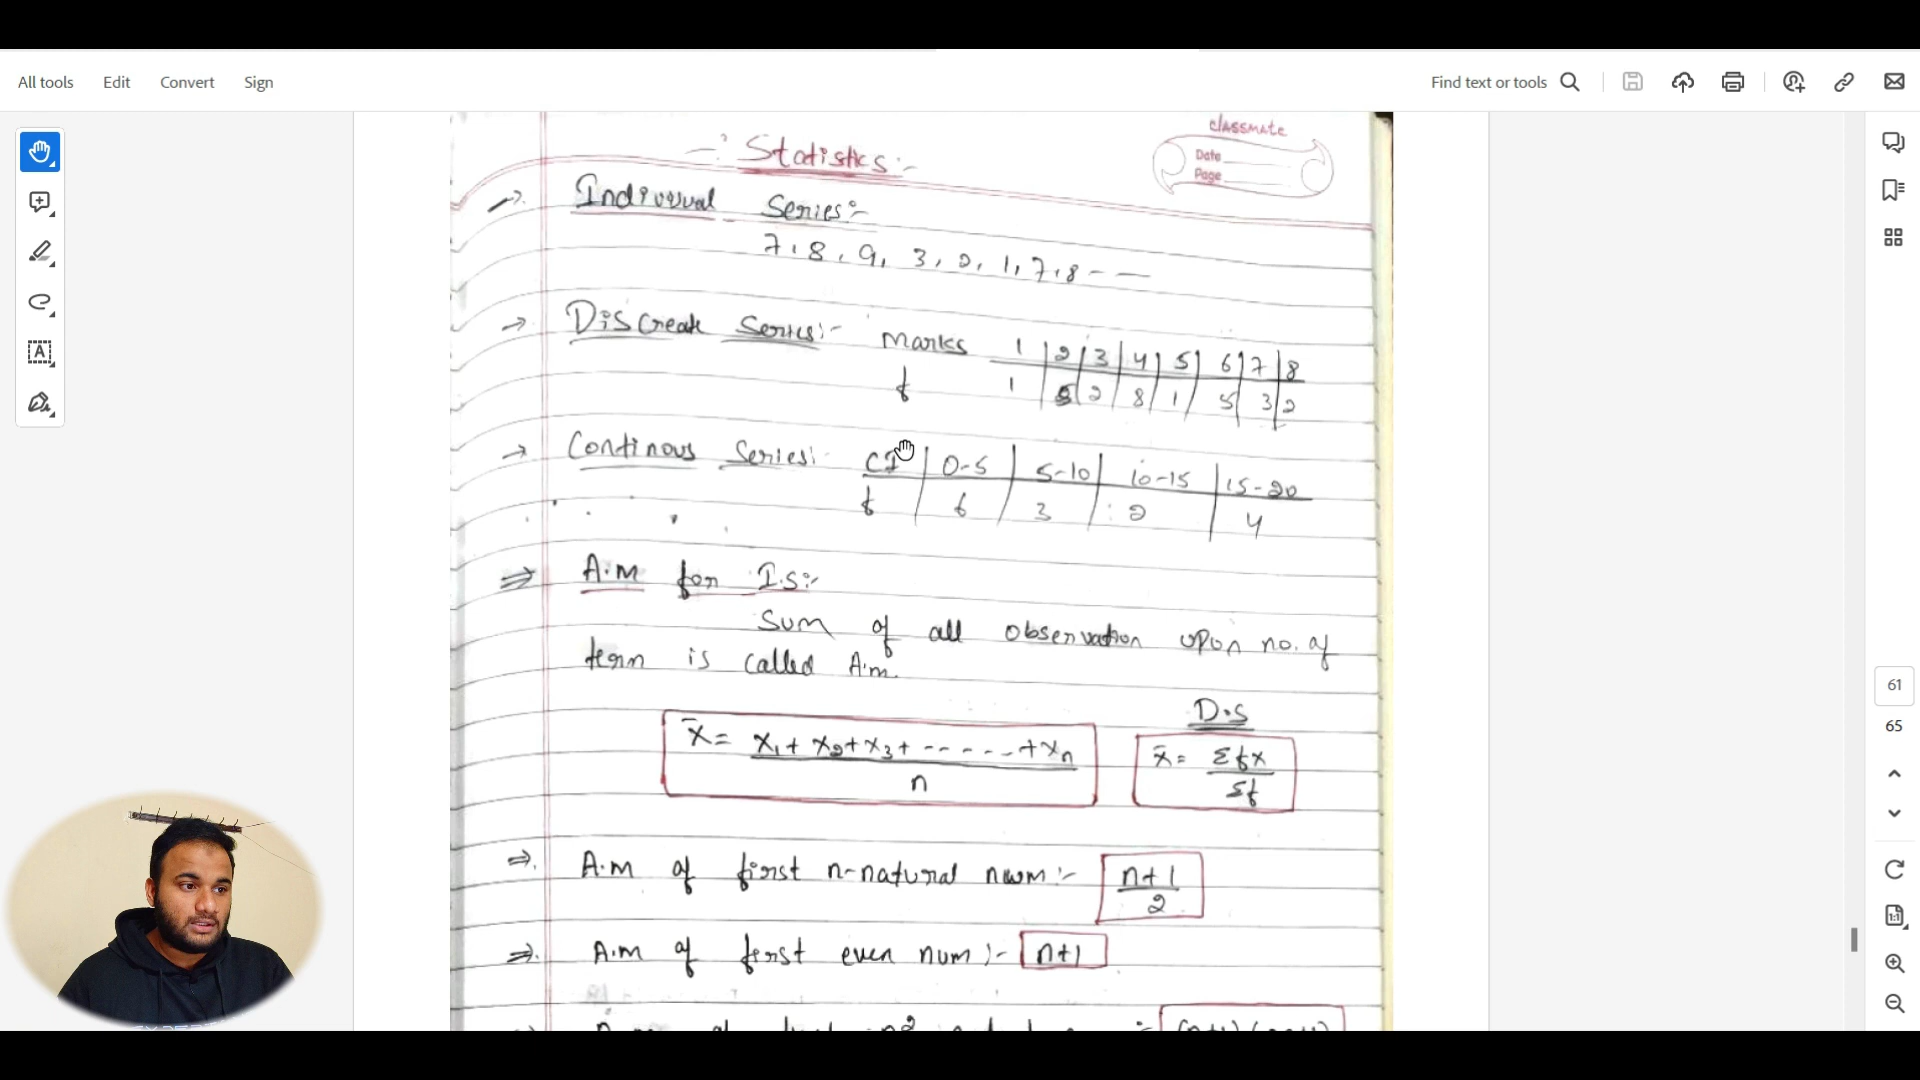 All tools Edit Convert Sign Find text or tools
classmate
Date
Page
-: Statistics :-
Indivusual Series:-
7, 8, 9, 3, 2, 1, 7, 8 - —
→ Discreate Series:- Marks 1 | 2 | 3 | 4 | 5 | 6 | 7 | 8
f 1 | 5 | 2 | 8 | 1 | 5 | 3 | 2
→ Continous Series:- CI | 0-5 | 5-10 | 10-15 | 15-20
f 6 | 3 | 2 | 4
⇒ A.M for I.S:-
Sum of all observation upon no. of
term is called A.M.
D.S
x̄ = x₁ + x₂ + x₃ + ------ + xₙ / n
x̄ = Σfx / Σf
⇒ A.M of first n-natural num:- n+1 / 2
⇒ A.M of first even num:- n+1
61
65